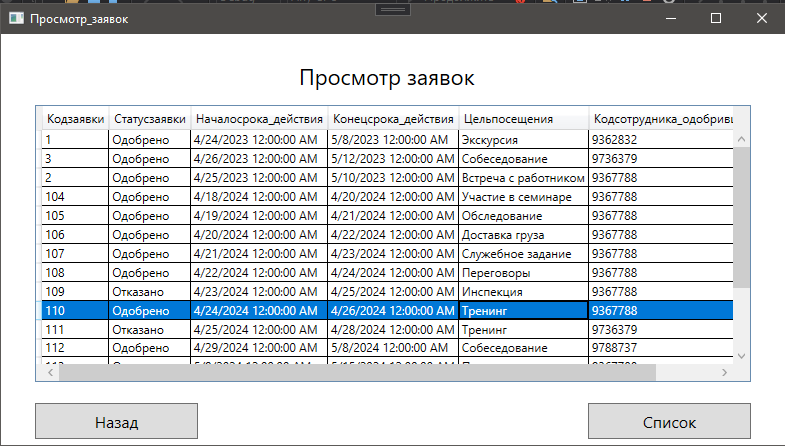 Просмотр_заявок
Просмотр заявок
Кодзаявки Статусзаявки Началосрока_действия Конецсрока_действия Цельпосещения Кодсотрудника_одобриви
1 Одобрено 4/24/2023 12:00:00 AM 5/8/2023 12:00:00 AM Экскурсия 9362832
3 Одобрено 4/26/2023 12:00:00 AM 5/12/2023 12:00:00 AM Собеседование 9736379
2 Одобрено 4/25/2023 12:00:00 AM 5/10/2023 12:00:00 AM Встреча с работником 9367788
104 Одобрено 4/18/2024 12:00:00 AM 4/20/2024 12:00:00 AM Участие в семинаре 9367788
105 Одобрено 4/19/2024 12:00:00 AM 4/21/2024 12:00:00 AM Обследование 9367788
106 Одобрено 4/20/2024 12:00:00 AM 4/22/2024 12:00:00 AM Доставка груза 9367788
107 Одобрено 4/21/2024 12:00:00 AM 4/23/2024 12:00:00 AM Служебное задание 9367788
108 Одобрено 4/22/2024 12:00:00 AM 4/24/2024 12:00:00 AM Переговоры 9367788
109 Отказано 4/23/2024 12:00:00 AM 4/25/2024 12:00:00 AM Инспекция 9367788
110 Одобрено 4/24/2024 12:00:00 AM 4/26/2024 12:00:00 AM Тренинг 9367788
111 Отказано 4/25/2024 12:00:00 AM 4/28/2024 12:00:00 AM Тренинг 9736379
112 Одобрено 4/29/2024 12:00:00 AM 5/8/2024 12:00:00 AM Собеседование 9788737
Назад Список